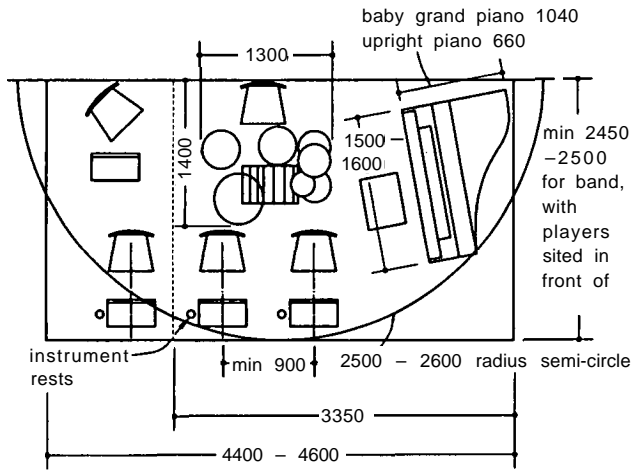 baby grand piano 1040
upright piano 660
1300
1400
1500
1600
min 2450
–2500
for band,
with
players
sited in
front of
instrument
rests
min 900
2500 – 2600 radius semi-circle
3350
4400 – 4600